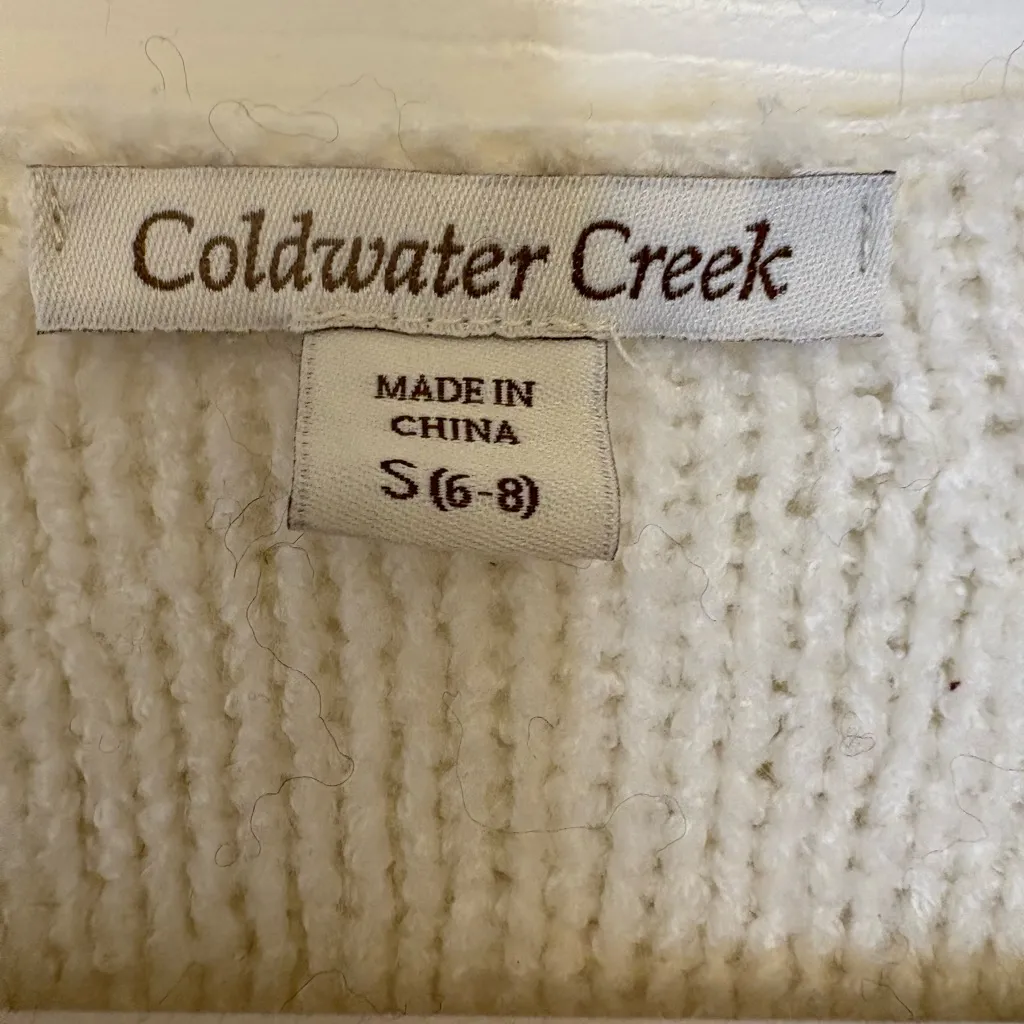 Coldwater Creek
MADE IN
CHINA
S (6-8)